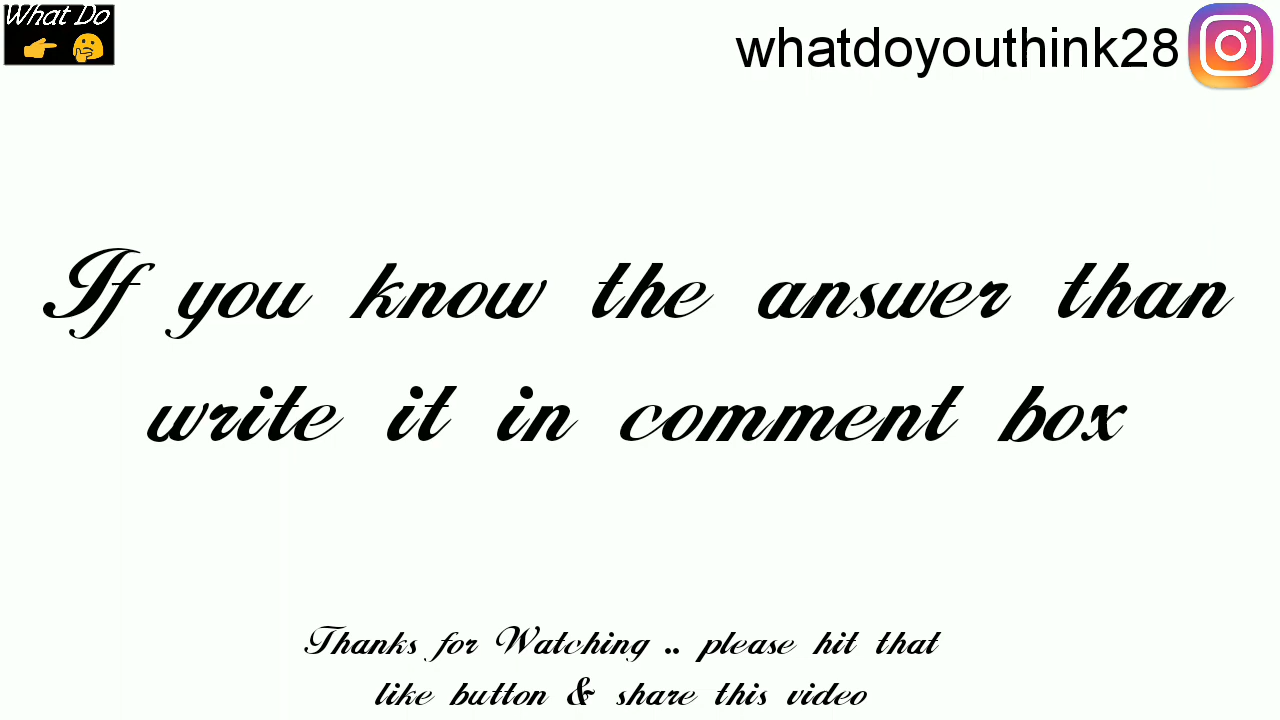 What Do
whatdoyouthink28
If you know the answer than
write it in comment box
Thanks for Watching .. please hit that
like button & share this video